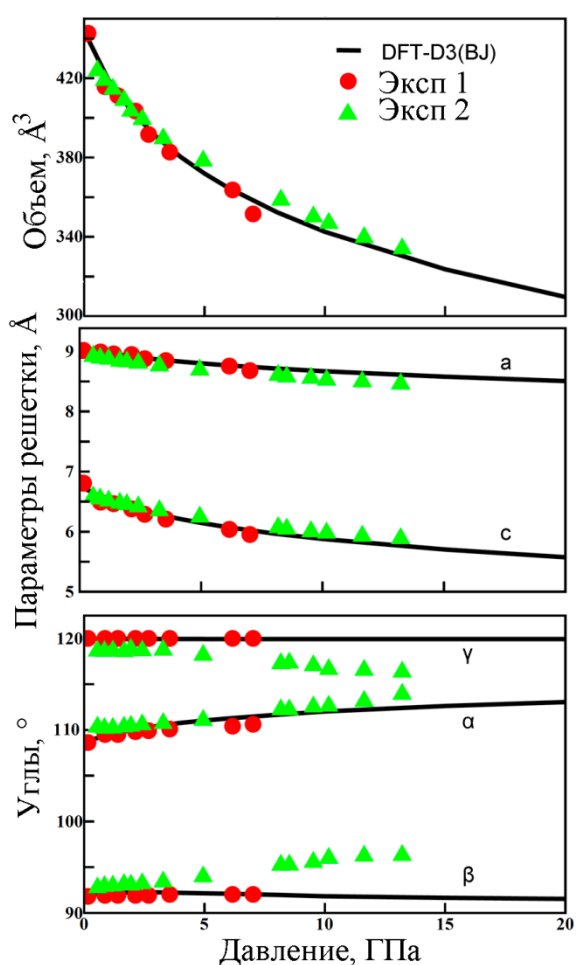 DFT-D3(BJ)
Эксп 1
Эксп 2
Объем, Å³
420
380
340
300
Параметры решетки, Å
9
8
7
6
5
a
c
Углы, °
120
110
100
90
γ
α
β
0
5
10
15
20
Давление, ГПа